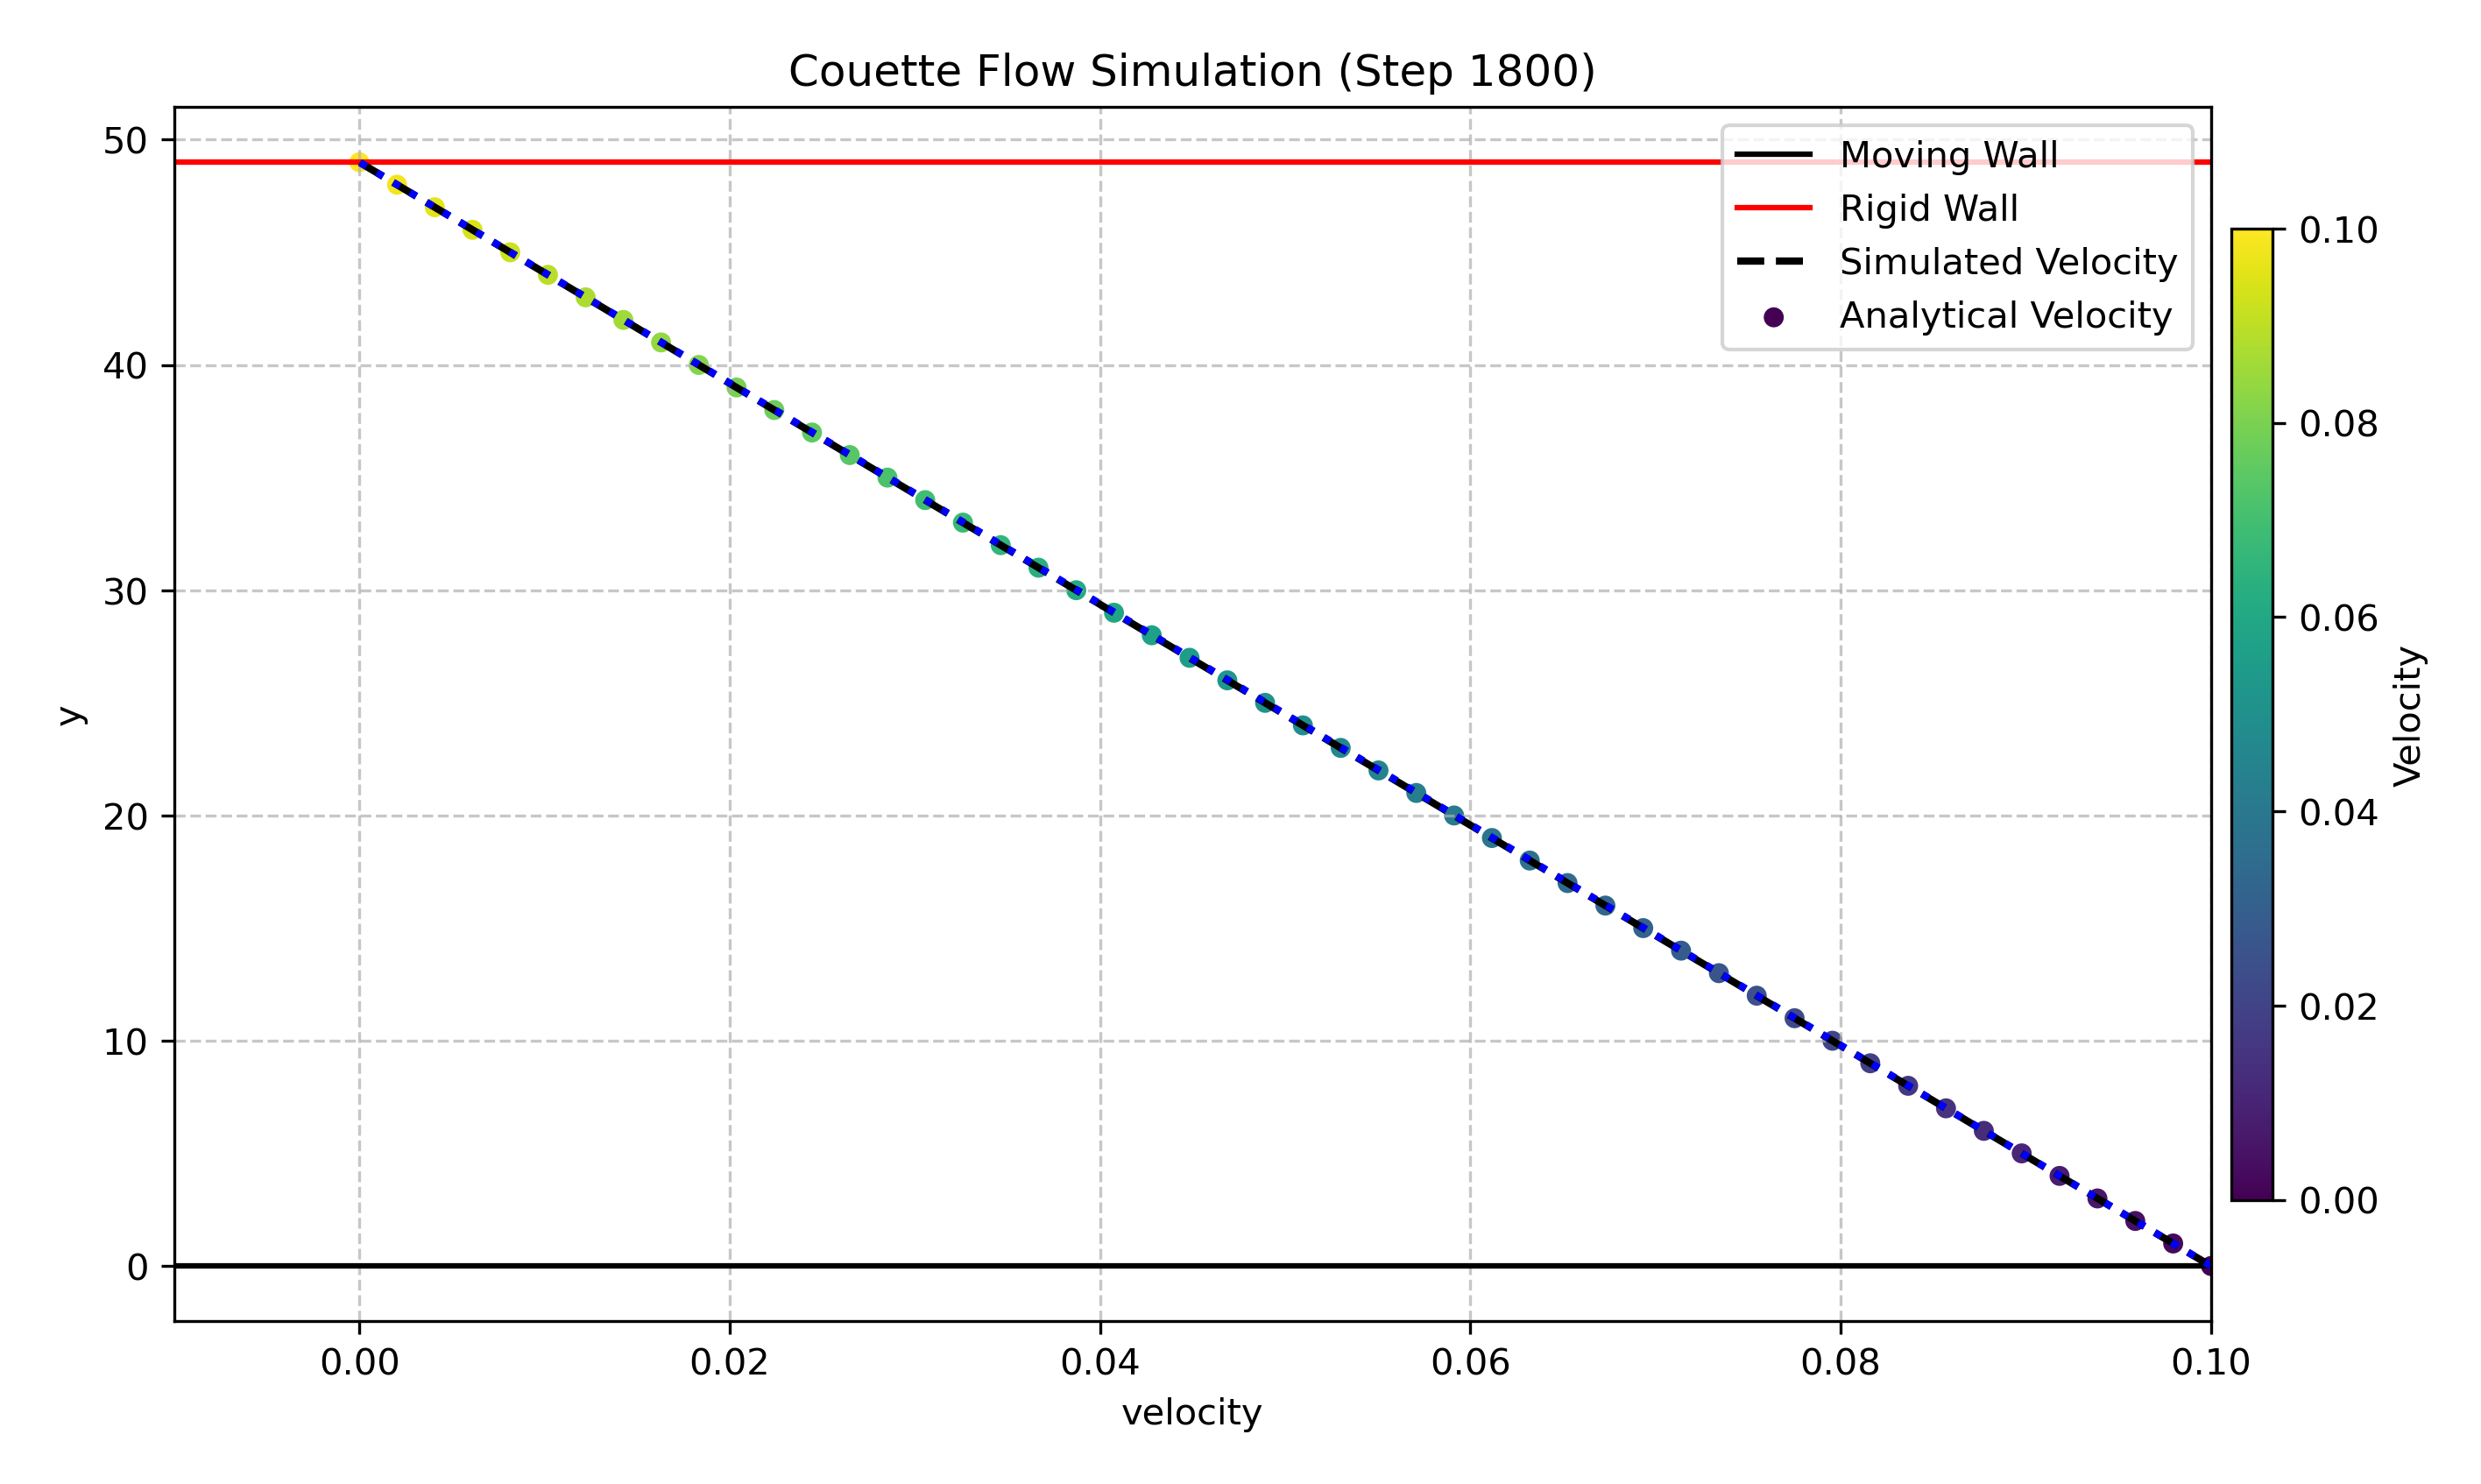 Couette Flow Simulation (Step 1800)
50
40
30
20
10
0
y
Moving Wall
Rigid Wall
Simulated Velocity
Analytical Velocity
0.10
0.08
0.06
0.04
0.02
0.00
Velocity
0.00 0.02 0.04 0.06 0.08 0.10
velocity